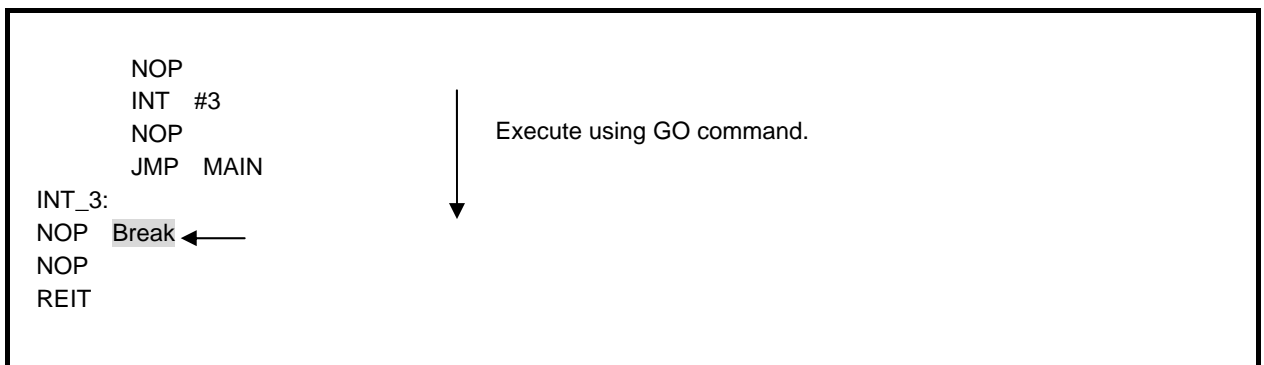 NOP
INT #3
NOP Execute using GO command.
JMP MAIN
INT_3:
NOP Break
NOP
REIT